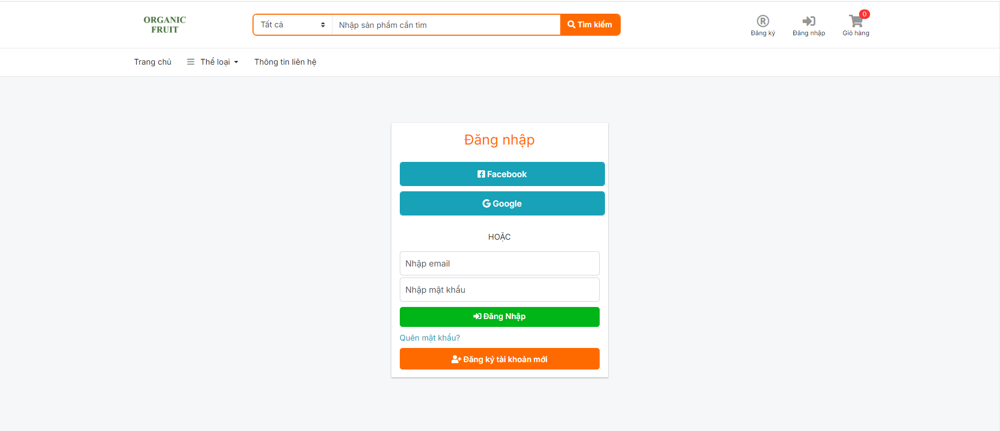 ORGANIC
FRUIT
Tất cả
Nhập sản phẩm cần tìm
Tìm kiếm
Đăng ký
Đăng nhập
0
Giỏ hàng
Trang chủ
Thể loại
Thông tin liên hệ
Đăng nhập
Facebook
Google
HOẶC
Nhập email
Nhập mật khẩu
Đăng Nhập
Quên mật khẩu?
Đăng ký tài khoản mới